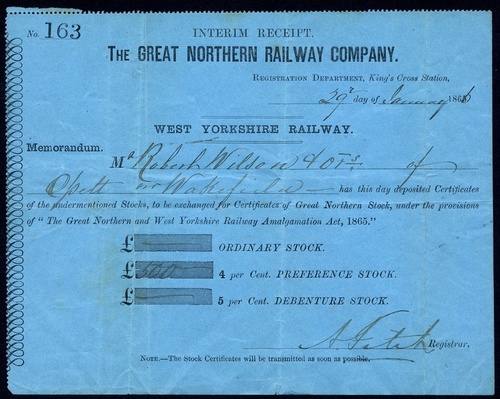 No. 163
INTERIM RECEIPT.
THE GREAT NORTHERN RAILWAY COMPANY.
REGISTRATION DEPARTMENT, King's Cross Station,
29 day of January 1866
WEST YORKSHIRE RAILWAY.
Memorandum.
Mr Robert Wilson & ors of
Ossett nr Wakefield has this day deposited Certificates
of the undermentioned Stocks, to be exchanged for Certificates of Great Northern Stock, under the provisions
of "The Great Northern and West Yorkshire Railway Amalgamation Act, 1865."
£ ORDINARY STOCK.
£ 500 4 per Cent. PREFERENCE STOCK.
£ 5 per Cent. DEBENTURE STOCK.
A. Fitch Registrar.
NOTE.—The Stock Certificates will be transmitted as soon as possible.